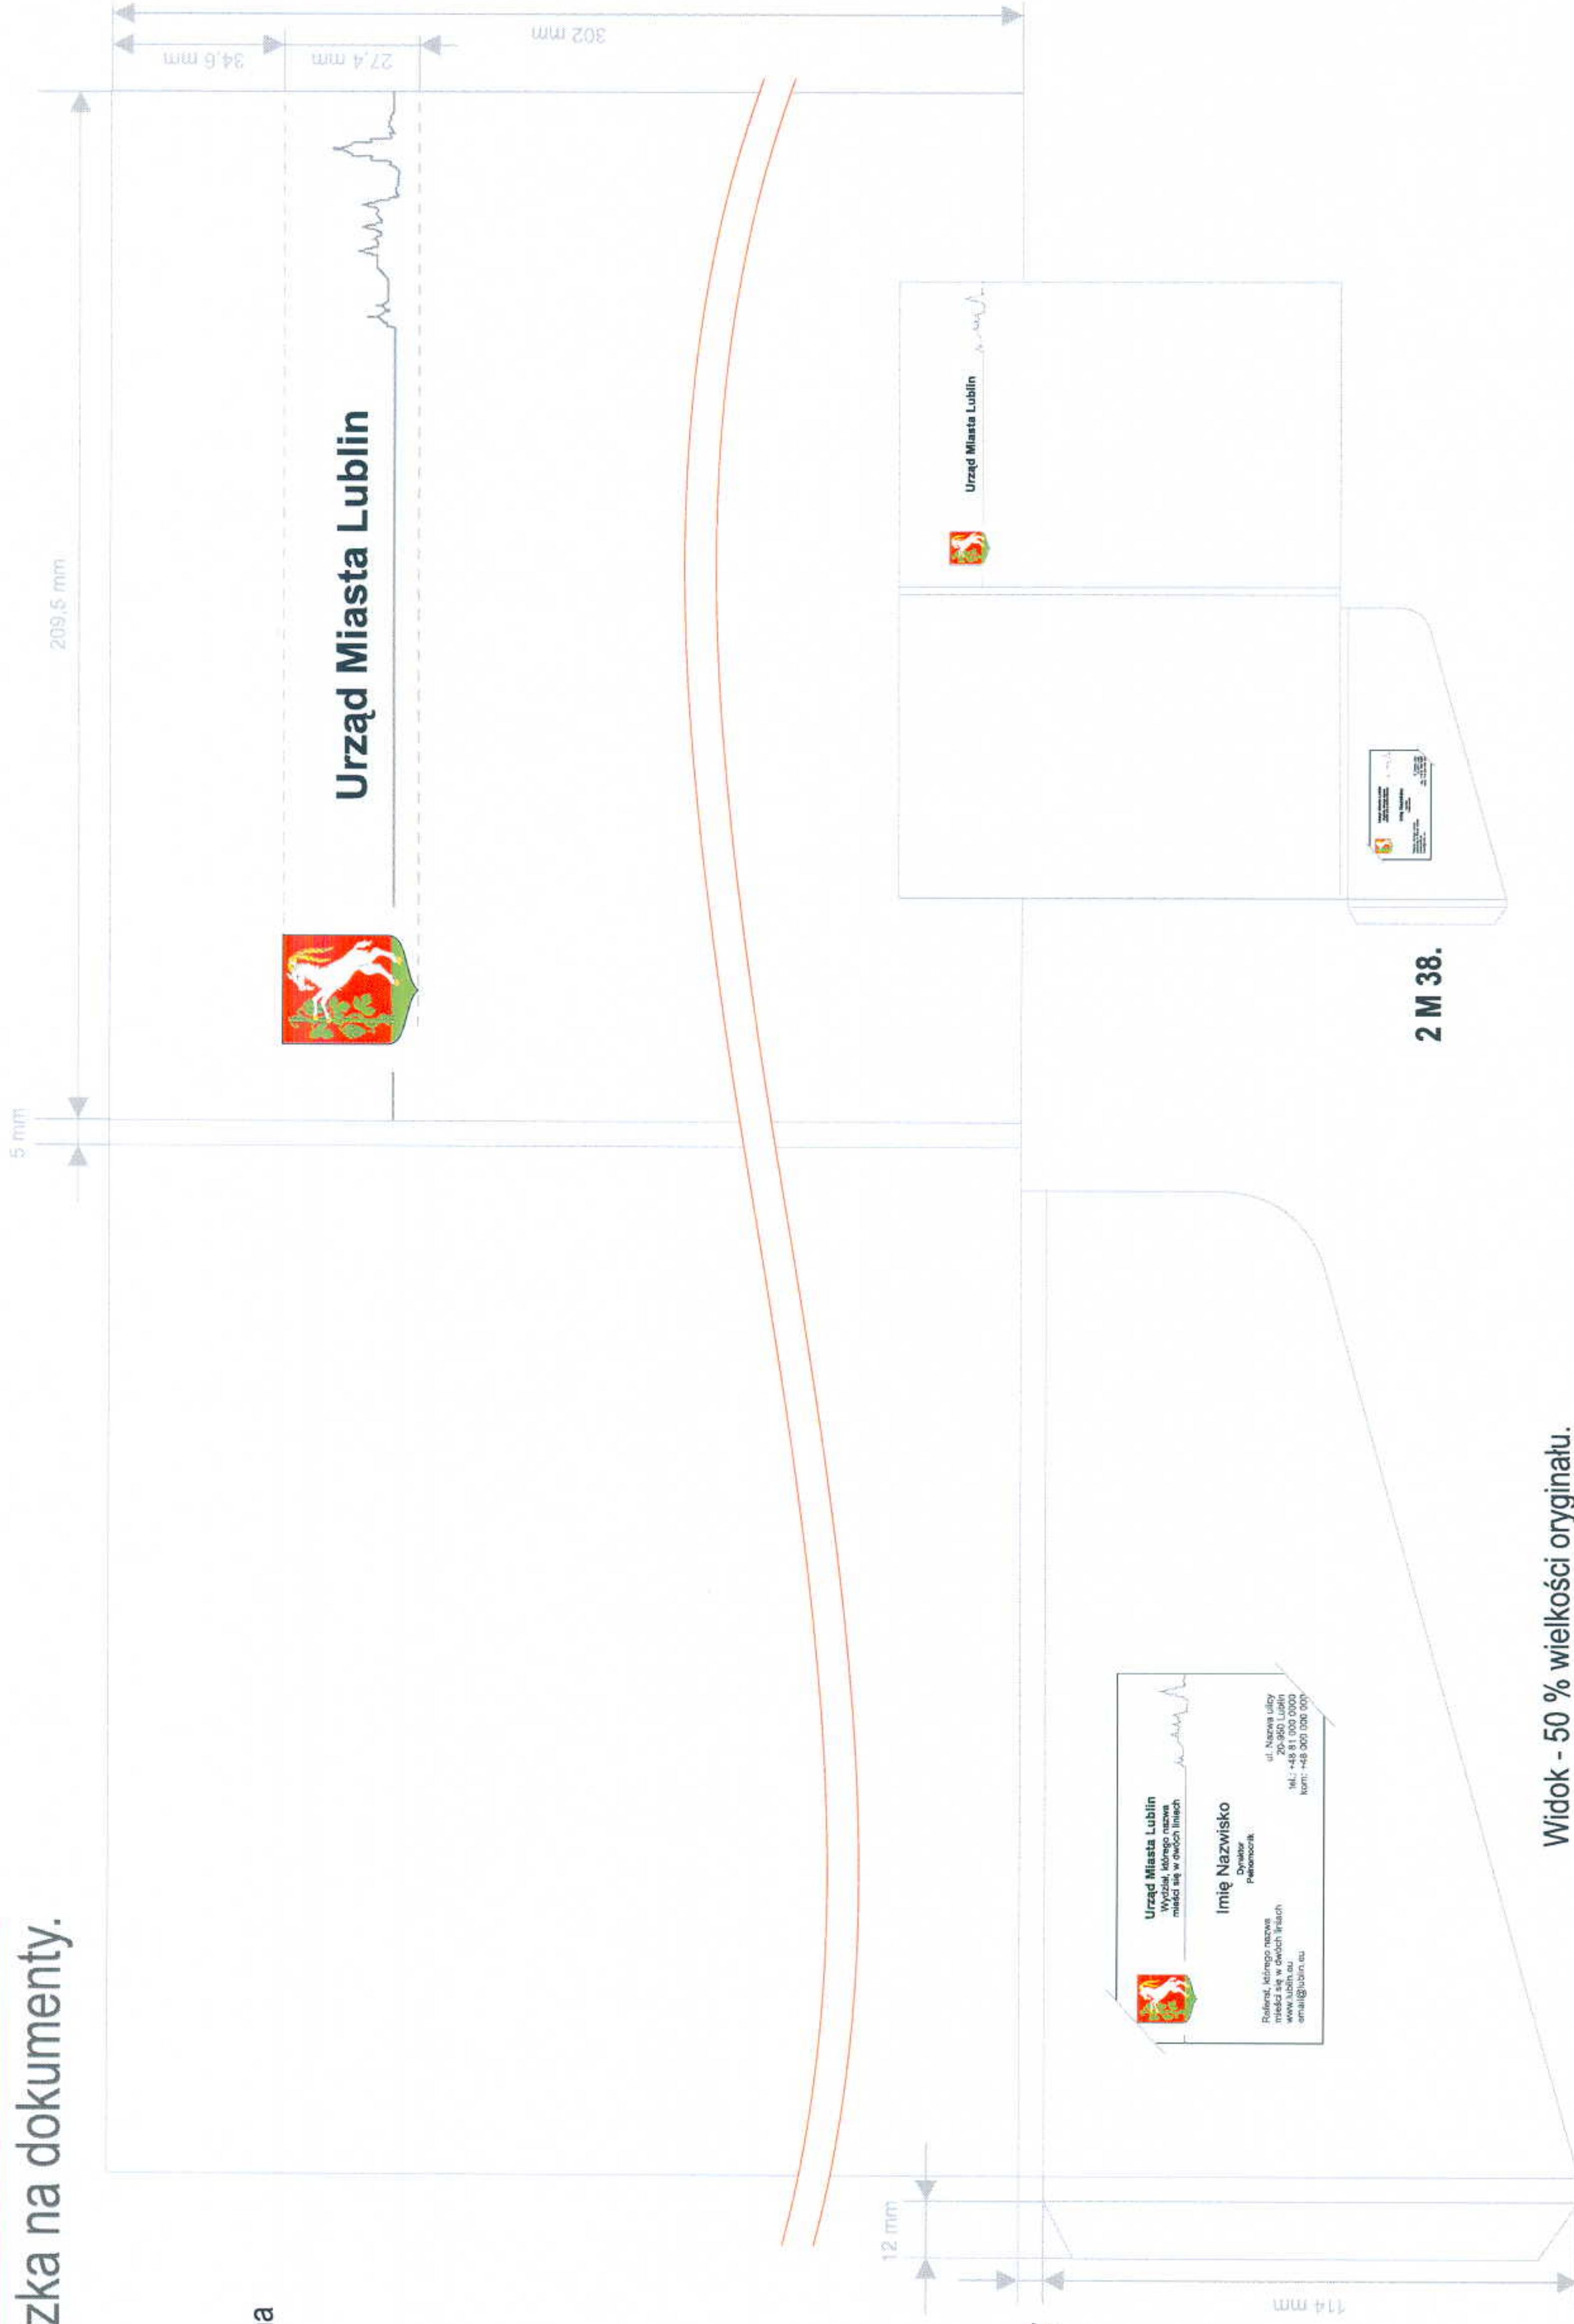 zka na dokumenty.
a
5 mm
209,5 mm
34,6 mm
27,4 mm
302 mm
Urząd Miasta Lublin
Urząd Miasta Lublin
12 mm
114 mm
Urząd Miasta Lublin
Wydział, którego nazwa
mieści się w dwóch liniach
Imię Nazwisko
Dyrektor
Pełnomocnik
Referat, którego nazwa
mieści się w dwóch liniach
www.lublin.eu
email@lublin.eu
ul. Nazwa ulicy
20-950 Lublin
tel.: +48 81 000 0000
kom: +48 000 000 000
2 M 38.
Widok - 50 % wielkości oryginału.